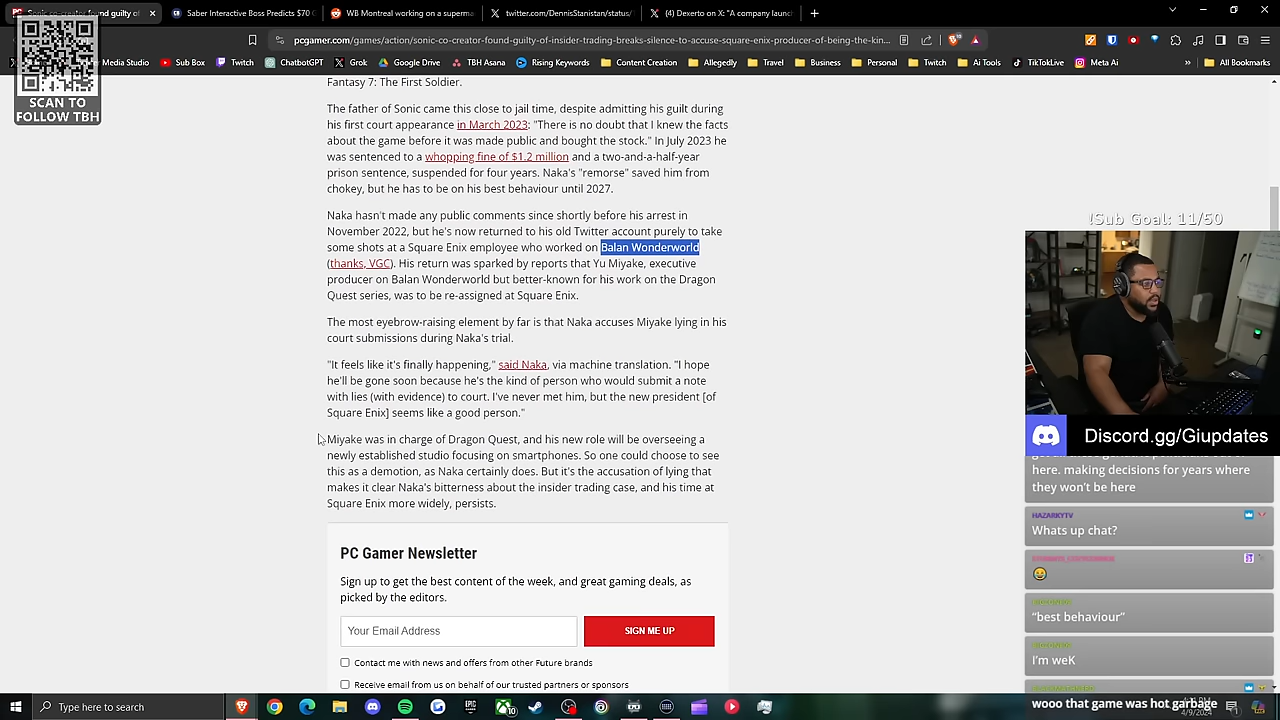 Sonic co-creator found guilty of
Saber Interactive Boss Predicts $70 G
WB Montreal working on a superma
twitter.com/DennisStanistan/status/
(4) Dexerto on X: "A company launch
pcgamer.com/games/action/sonic-co-creator-found-guilty-of-insider-trading-breaks-silence-to-accuse-square-enix-producer-of-being-the-kin...
Media Studio
Sub Box
Twitch
ChatbotGPT
Grok
Google Drive
TBH Asana
Rising Keywords
Content Creation
Allegedly
Travel
Business
Personal
Twitch
Ai Tools
TikTokLive
Meta Ai
»
All Bookmarks
SCAN TO
FOLLOW TBH
Fantasy 7: The First Soldier.
The father of Sonic came this close to jail time, despite admitting his guilt during
his first court appearance in March 2023: "There is no doubt that I knew the facts
about the game before it was made public and bought the stock." In July 2023 he
was sentenced to a whopping fine of $1.2 million and a two-and-a-half-year
prison sentence, suspended for four years. Naka's "remorse" saved him from
chokey, but he has to be on his best behaviour until 2027.
Naka hasn't made any public comments since shortly before his arrest in
November 2022, but he's now returned to his old Twitter account purely to take
some shots at a Square Enix employee who worked on Balan Wonderworld
(thanks, VGC). His return was sparked by reports that Yu Miyake, executive
producer on Balan Wonderworld but better-known for his work on the Dragon
Quest series, was to be re-assigned at Square Enix.
The most eyebrow-raising element by far is that Naka accuses Miyake lying in his
court submissions during Naka's trial.
"It feels like it's finally happening," said Naka, via machine translation. "I hope
he'll be gone soon because he's the kind of person who would submit a note
with lies (with evidence) to court. I've never met him, but the new president [of
Square Enix] seems like a good person."
Miyake was in charge of Dragon Quest, and his new role will be overseeing a
newly established studio focusing on smartphones. So one could choose to see
this as a demotion, as Naka certainly does. But it's the accusation of lying that
makes it clear Naka's bitterness about the insider trading case, and his time at
Square Enix more widely, persists.
PC Gamer Newsletter
Sign up to get the best content of the week, and great gaming deals, as
picked by the editors.
Your Email Address
SIGN ME UP
Contact me with news and offers from other Future brands
Receive email from us on behalf of our trusted partners or sponsors
!Sub Goal: 11/50
Discord.gg/Giupdates
here. making decisions for years where
they won't be here
HAZARKYTV
Whats up chat?
"best behaviour"
I'm weK
wooo that game was hot garbage
Type here to search
4/9/2024